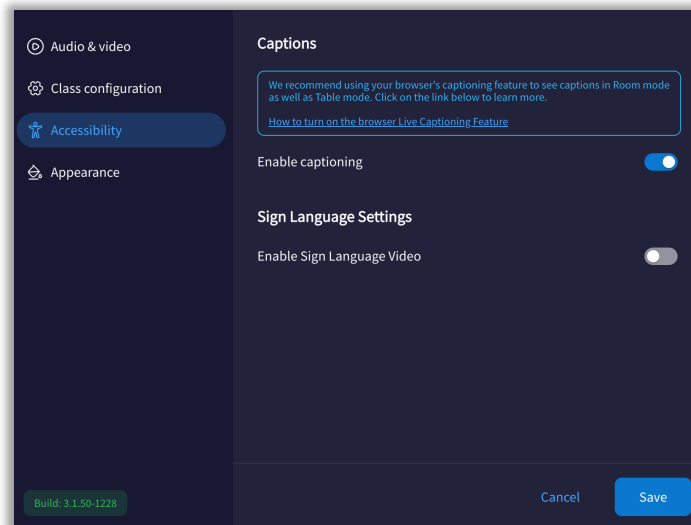 Audio & video
Class configuration
Accessibility
Appearance
Build: 3.1.50-1228
Captions
We recommend using your browser's captioning feature to see captions in Room mode
as well as Table mode. Click on the link below to learn more.
How to turn on the browser Live Captioning Feature
Enable captioning
Sign Language Settings
Enable Sign Language Video
Cancel
Save